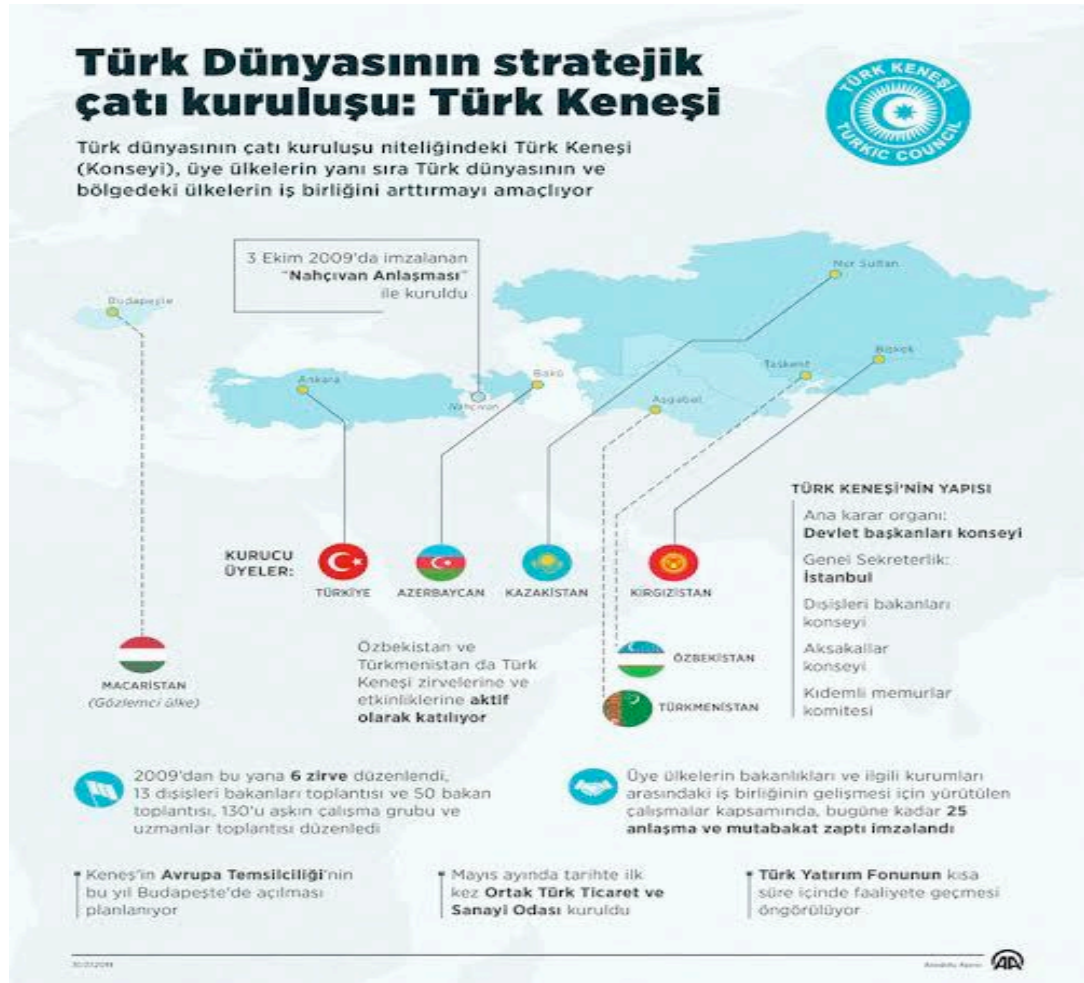 Türk Dünyasının stratejik
çatı kuruluşu: Türk Keneşi
TÜRK KENEŞİ
TURKIC COUNCIL
Türk dünyasının çatı kuruluşu niteliğindeki Türk Keneşi
(Konseyi), üye ülkelerin yanı sıra Türk dünyasının ve
bölgedeki ülkelerin iş birliğini arttırmayı amaçlıyor
3 Ekim 2009'da imzalanan
"Nahçıvan Anlaşması"
ile kuruldu
Nur Sultan
Budapeşte
Bişkek
Taşkent
Ankara
Bakü
Nahçıvan
Aşgabat
KURUCU
ÜYELER:
TÜRKİYE
AZERBAYCAN
KAZAKİSTAN
KIRGIZİSTAN
TÜRK KENEŞİ'NİN YAPISI
Ana karar organı:
Devlet başkanları konseyi
Genel Sekreterlik:
İstanbul
Dışişleri bakanları
konseyi
Aksakallar
konseyi
Kıdemli memurlar
komitesi
MACARİSTAN
(Gözlemci ülke)
Özbekistan ve
Türkmenistan da Türk
Keneşi zirvelerine ve
etkinliklerine aktif
olarak katılıyor
ÖZBEKİSTAN
TÜRKMENİSTAN
2009'dan bu yana 6 zirve düzenlendi,
13 dışişleri bakanları toplantısı ve 50 bakan
toplantısı, 130'u aşkın çalışma grubu ve
uzmanlar toplantısı düzenledi
Üye ülkelerin bakanlıkları ve ilgili kurumları
arasındaki iş birliğinin gelişmesi için yürütülen
çalışmalar kapsamında, bugüne kadar 25
anlaşma ve mutabakat zaptı imzalandı
Keneş'in Avrupa Temsilciliği'nin
bu yıl Budapeşte'de açılması
planlanıyor
Mayıs ayında tarihte ilk
kez Ortak Türk Ticaret ve
Sanayi Odası kuruldu
Türk Yatırım Fonunun kısa
süre içinde faaliyete geçmesi
öngörülüyor
Anadolu Ajansı
AA